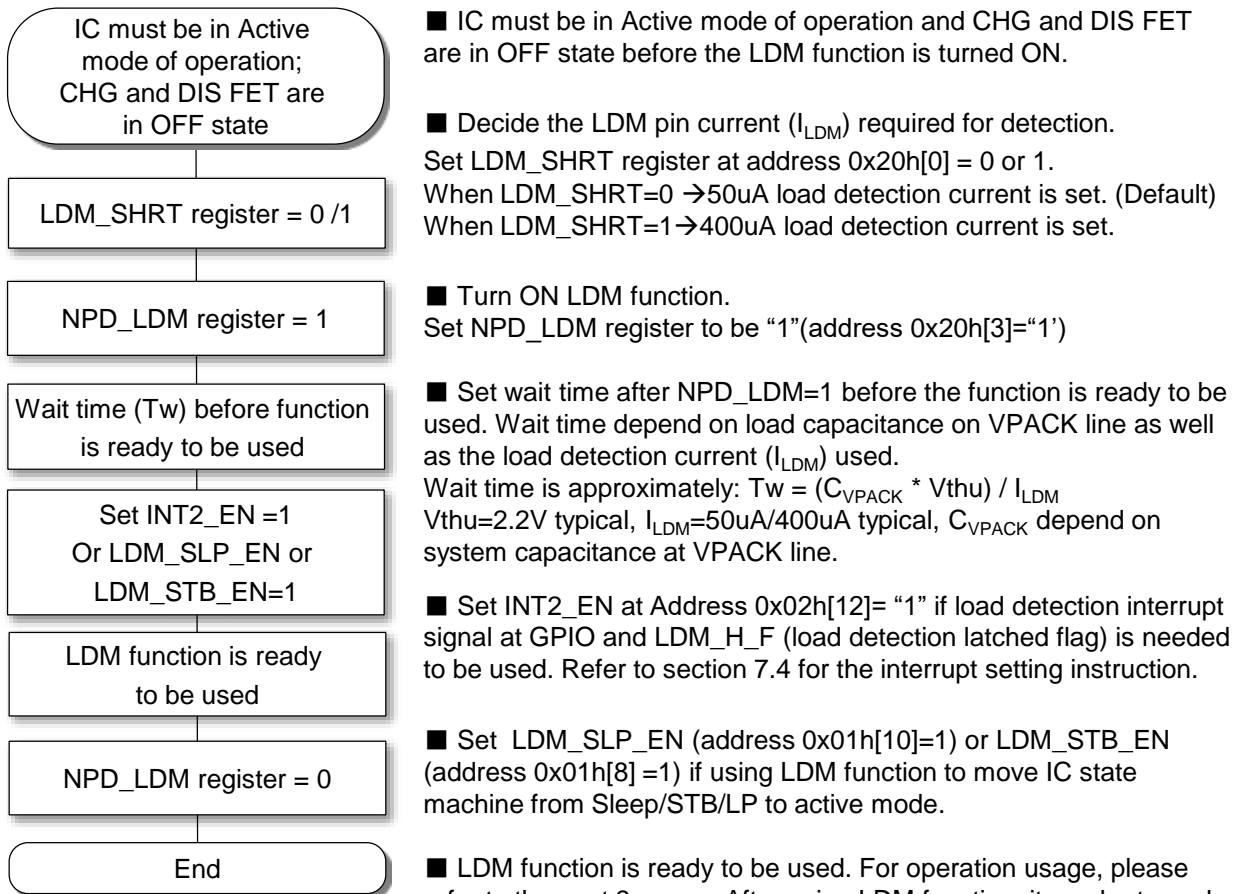 IC must be in Active
mode of operation;
CHG and DIS FET are
in OFF state
LDM_SHRT register = 0 /1
NPD_LDM register = 1
Wait time (Tw) before function
is ready to be used
Set INT2_EN =1
Or LDM_SLP_EN or
LDM_STB_EN=1
LDM function is ready
to be used
NPD_LDM register = 0
End
■ IC must be in Active mode of operation and CHG and DIS FET
are in OFF state before the LDM function is turned ON.
■ Decide the LDM pin current (I_LDM) required for detection.
Set LDM_SHRT register at address 0x20h[0] = 0 or 1.
When LDM_SHRT=0 →50uA load detection current is set. (Default)
When LDM_SHRT=1→400uA load detection current is set.
■ Turn ON LDM function.
Set NPD_LDM register to be “1”(address 0x20h[3]=“1’)
■ Set wait time after NPD_LDM=1 before the function is ready to be
used. Wait time depend on load capacitance on VPACK line as well
as the load detection current (I_LDM) used.
Wait time is approximately: Tw = (C_VPACK * Vthu) / I_LDM
Vthu=2.2V typical, I_LDM=50uA/400uA typical, C_VPACK depend on
system capacitance at VPACK line.
■ Set INT2_EN at Address 0x02h[12]= “1” if load detection interrupt
signal at GPIO and LDM_H_F (load detection latched flag) is needed
to be used. Refer to section 7.4 for the interrupt setting instruction.
■ Set LDM_SLP_EN (address 0x01h[10]=1) or LDM_STB_EN
(address 0x01h[8] =1) if using LDM function to move IC state
machine from Sleep/STB/LP to active mode.
■ LDM function is ready to be used. For operation usage, please